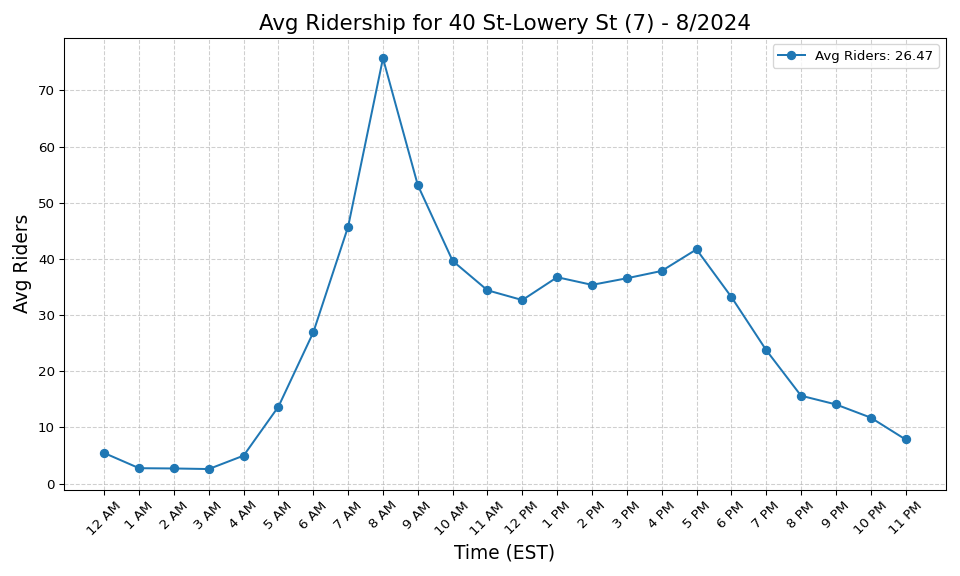 Avg Ridership for 40 St-Lowery St (7) - 8/2024
Avg Riders: 26.47
Avg Riders
70
60
50
40
30
20
10
0
12 AM
1 AM
2 AM
3 AM
4 AM
5 AM
6 AM
7 AM
8 AM
9 AM
10 AM
11 AM
12 PM
1 PM
2 PM
3 PM
4 PM
5 PM
6 PM
7 PM
8 PM
9 PM
10 PM
11 PM
Time (EST)